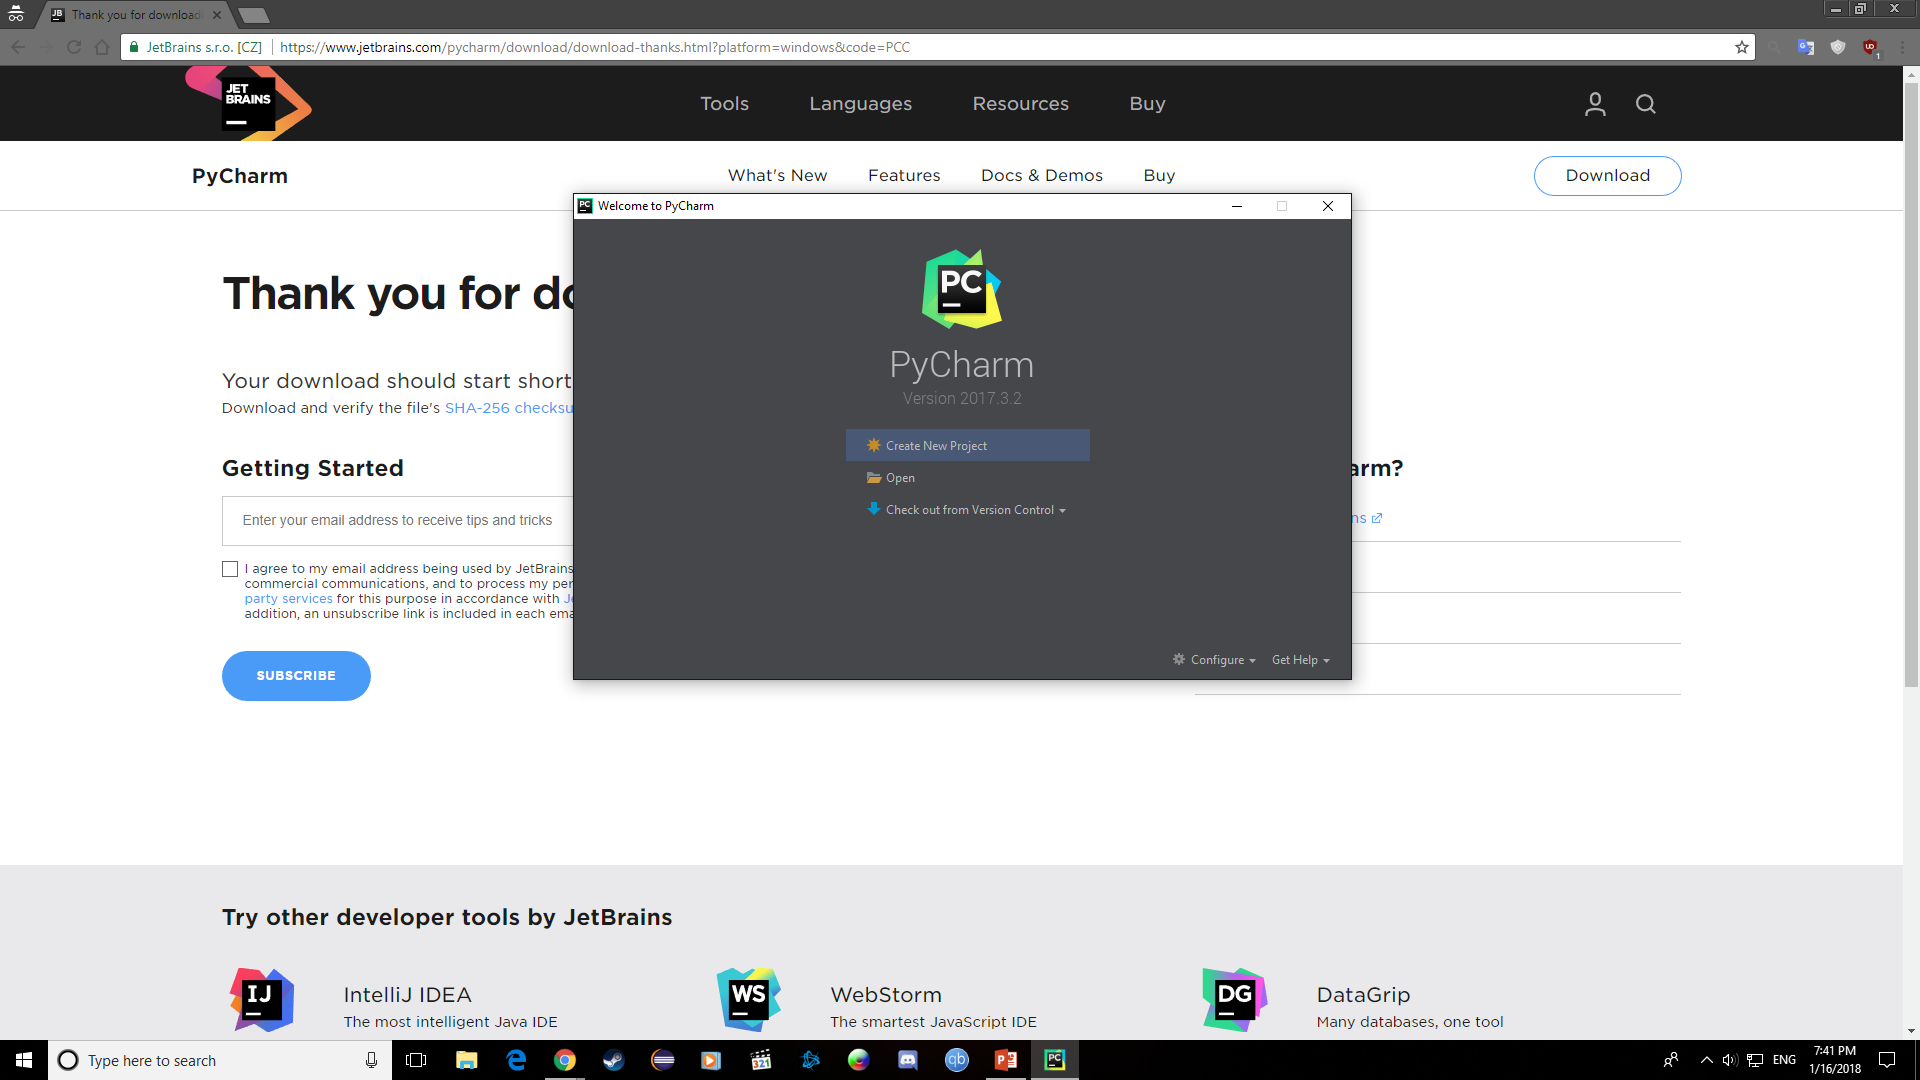 Thank you for download
JetBrains s.r.o. [CZ]
https://www.jetbrains.com/pycharm/download/download-thanks.html?platform=windows&code=PCC
1
JET
BRAINS
Tools
Languages
Resources
Buy
PyCharm
What's New
Features
Docs & Demos
Buy
Download
Thank you for do
Your download should start short
Download and verify the file's SHA-256 checksu
Getting Started
Enter your email address to receive tips and tricks
I agree to my email address being used by JetBrains
commercial communications, and to process my per
party services for this purpose in accordance with J
addition, an unsubscribe link is included in each ema
SUBSCRIBE
Welcome to PyCharm
PC
PyCharm
Version 2017.3.2
Create New Project
Open
Check out from Version Control
Configure
Get Help
arm?
ns
Try other developer tools by JetBrains
IJ
IntelliJ IDEA
The most intelligent Java IDE
WS
WebStorm
The smartest JavaScript IDE
DG
DataGrip
Many databases, one tool
Type here to search
321
qb
PC
ENG
7:41 PM
1/16/2018